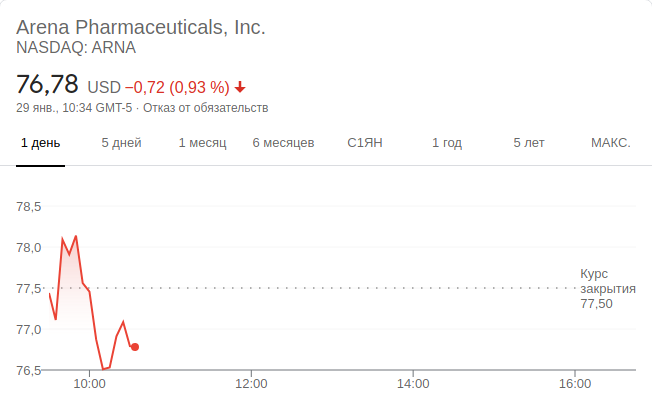 Arena Pharmaceuticals, Inc.
NASDAQ: ARNA
76,78 USD −0,72 (0,93 %)
29 янв., 10:34 GMT-5 · Отказ от обязательств
1 день 5 дней 1 месяц 6 месяцев С1ЯН 1 год 5 лет МАКС.
78,5
78,0
77,5
77,0
76,5
Курс
закрытия
77,50
10:00 12:00 14:00 16:00